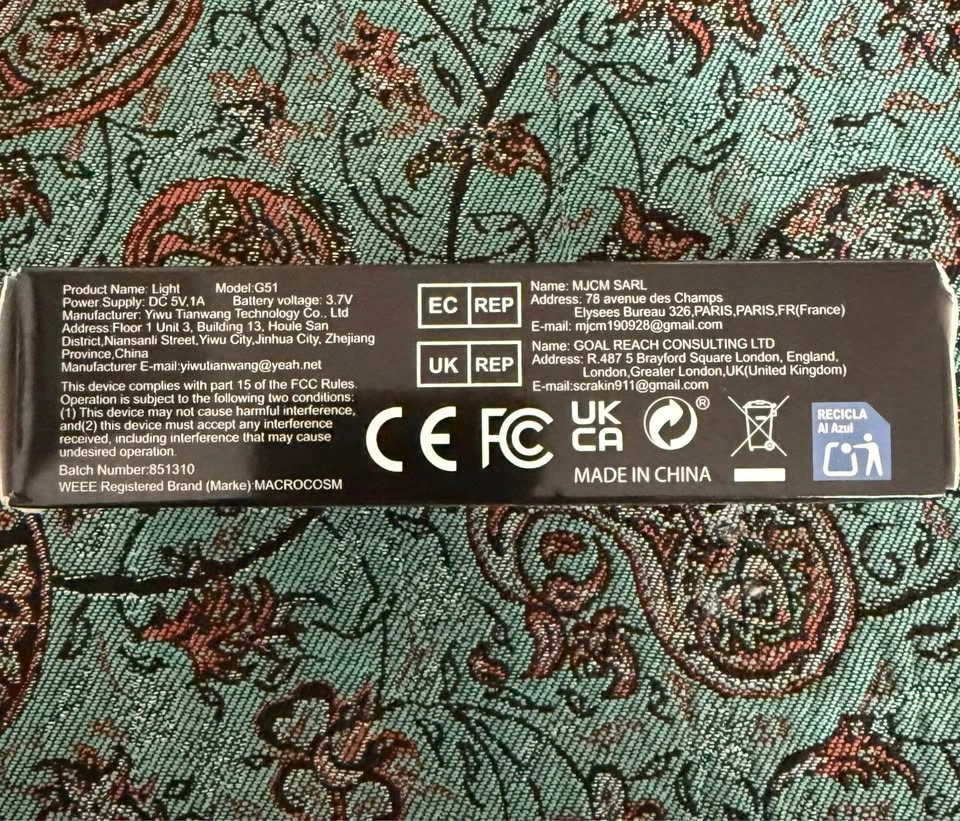 Product Name: Light Model:G51
Power Supply: DC 5V,1A Battery voltage: 3.7V
Manufacturer: Yiwu Tianwang Technology Co., Ltd
Address:Floor 1 Unit 3, Building 13, Houle San
District,Niansanli Street,Yiwu City,Jinhua City, Zhejiang
Province,China
Manufacturer E-mail:yiwutianwang@yeah.net
This device complies with part 15 of the FCC Rules.
Operation is subject to the following two conditions:
(1) This device may not cause harmful interference,
and(2) this device must accept any interference
received, including interference that may cause
undesired operation.
Batch Number:851310
WEEE Registered Brand (Marke):MACROCOSM
EC REP
Name: MJCM SARL
Address: 78 avenue des Champs
Elysees Bureau 326,PARIS,PARIS,FR(France)
E-mail: mjcm190928@gmail.com
UK REP
Name: GOAL REACH CONSULTING LTD
Address: R.487 5 Brayford Square London, England,
London,Greater London,UK(United Kingdom)
E-mail:scrakin911@gmail.com
CE FC
UK
CA
®
MADE IN CHINA
RECICLA
Al Azul